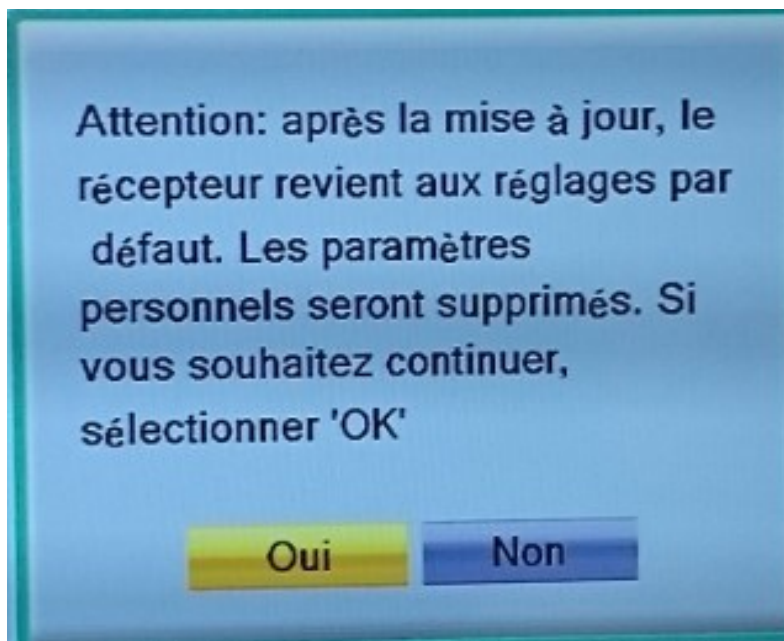 Attention: après la mise à jour, le
récepteur revient aux réglages par
défaut. Les paramètres
personnels seront supprimés. Si
vous souhaitez continuer,
sélectionner 'OK'
Oui Non